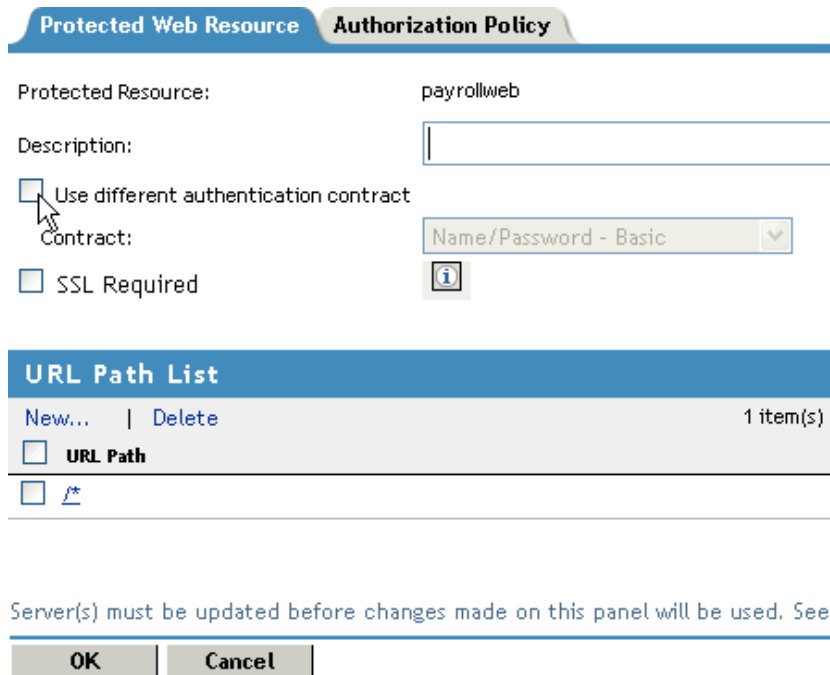 Protected Web Resource Authorization Policy
Protected Resource: payrollweb
Description:
Use different authentication contract
Contract: Name/Password - Basic
SSL Required
URL Path List
New... | Delete 1 item(s)
URL Path
/*
Server(s) must be updated before changes made on this panel will be used. See
OK Cancel